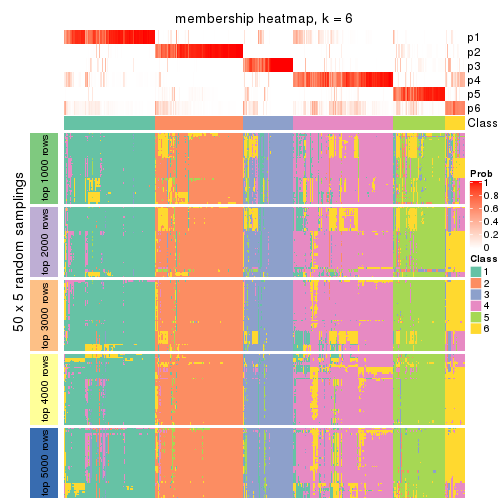 membership heatmap, k = 6
p1
p2
p3
p4
p5
p6
Class
50 x 5 random samplings
top 1000 rows
top 2000 rows
top 3000 rows
top 4000 rows
top 5000 rows
Prob
1
0.8
0.6
0.4
0.2
0
Class
1
2
3
4
5
6